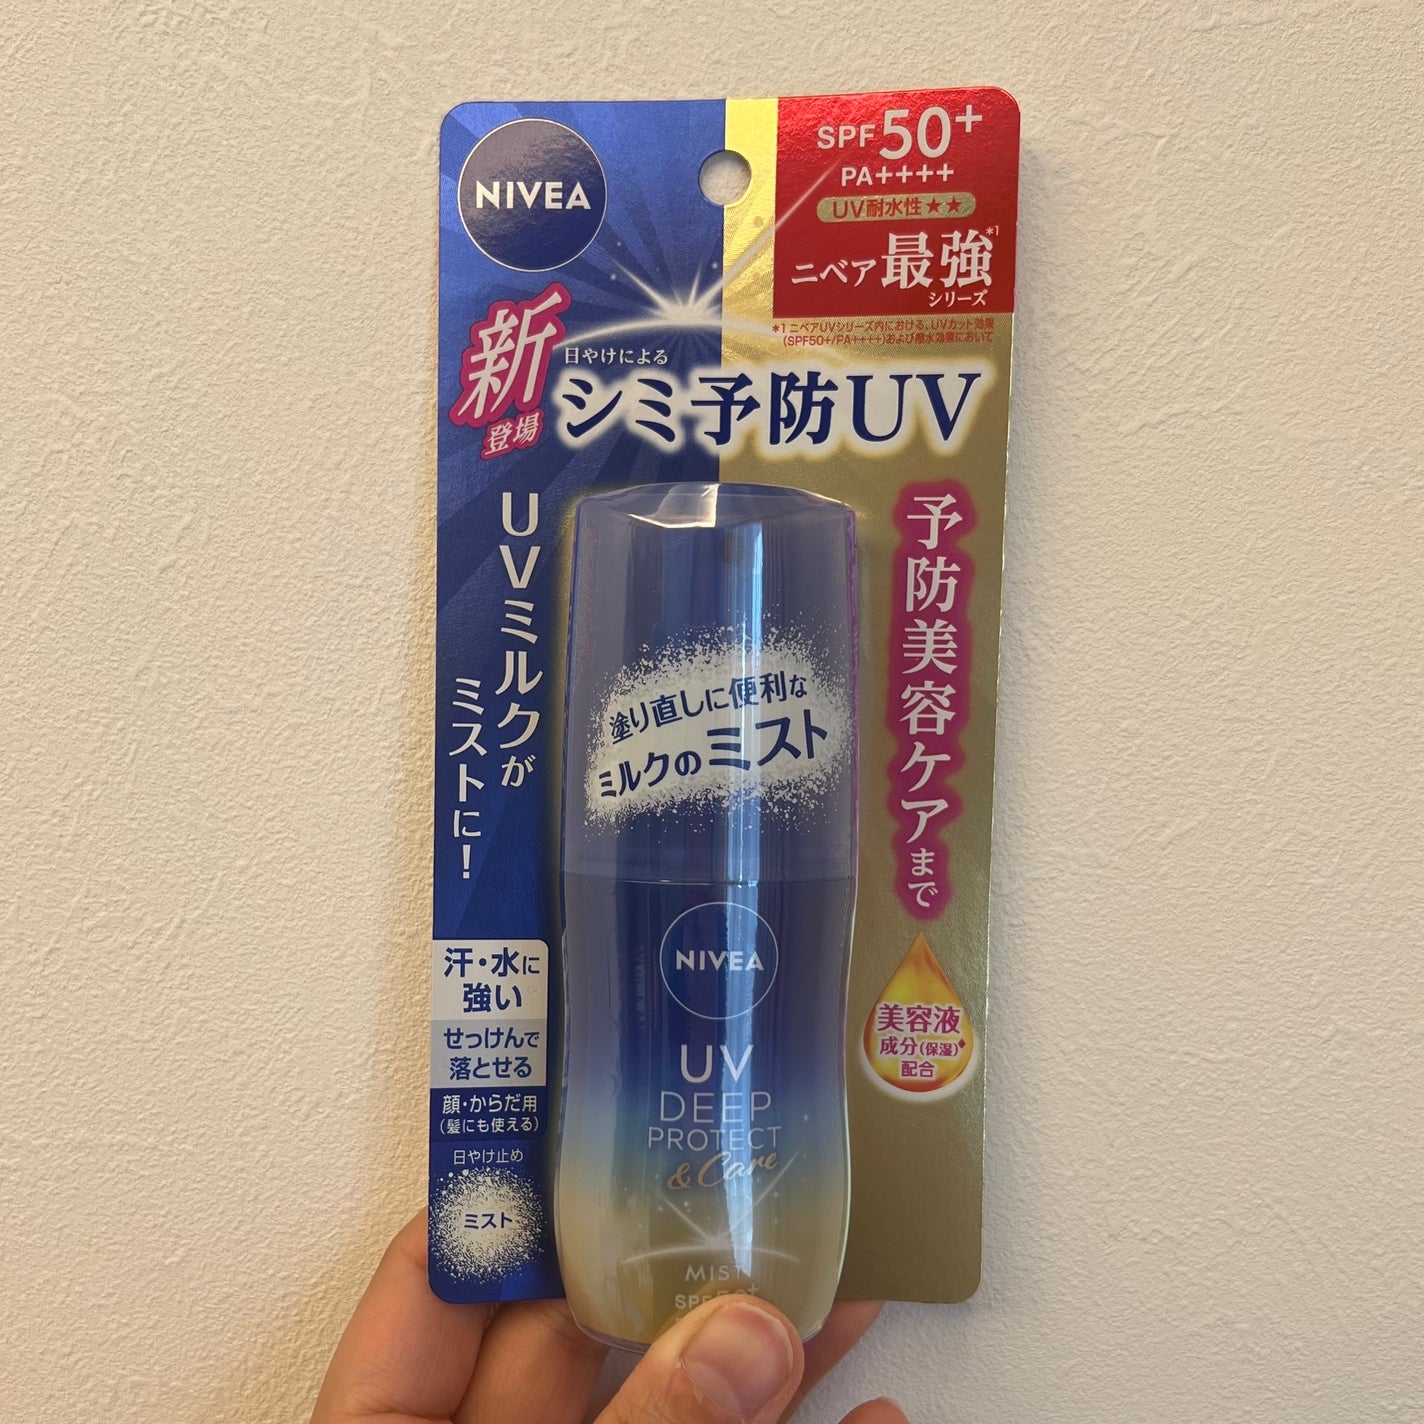 NIVEA
SPF50+
PA++++
UV耐水性★★
ニベア最強*1
シリーズ
*1 ニベアUVシリーズ内における、UVカット効果
(SPF50+/PA++++)および撥水効果において
新
登場
日やけによる
シミ予防UV
UVミルクが
ミストに!
予防美容ケアまで
塗り直しに便利な
ミルクのミスト
汗・水に
強い
せっけんで
落とせる
顔・からだ用
(髪にも使える)
日やけ止め
ミスト
美容液
成分(保湿)◆
配合
NIVEA
UV
DEEP
PROTECT
& Care
MIST